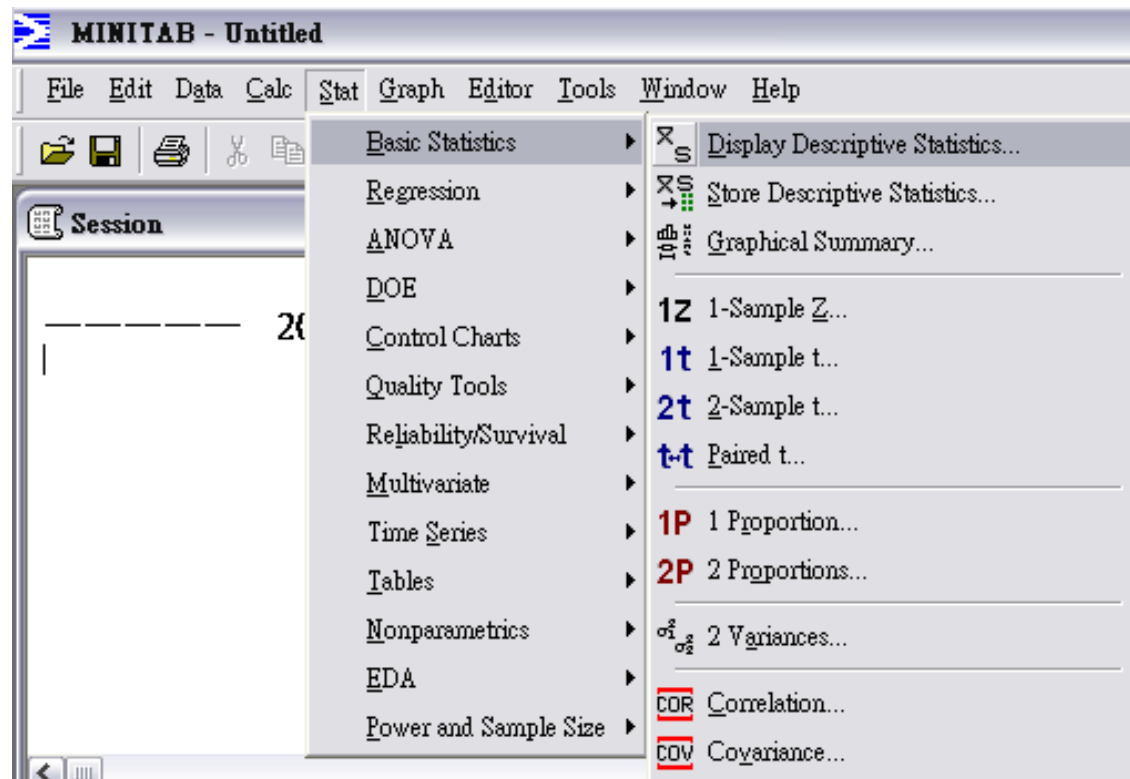 MINITAB - Untitled
File Edit Data Calc Stat Graph Editor Tools Window Help
Session
Basic Statistics
Regression
ANOVA
DOE
Control Charts
Quality Tools
Reliability/Survival
Multivariate
Time Series
Tables
Nonparametrics
EDA
Power and Sample Size
Display Descriptive Statistics...
Store Descriptive Statistics...
Graphical Summary...
1Z 1-Sample Z...
1t 1-Sample t...
2t 2-Sample t...
t↔t Paired t...
1P 1 Proportion...
2P 2 Proportions...
σ₁² σ₂² 2 Variances...
COR Correlation...
COV Covariance...